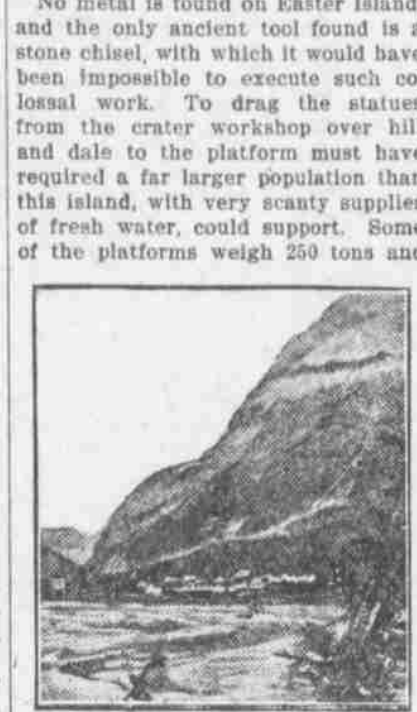 No metal is found on Easter Island
and the only ancient tool found is a
stone chisel, with which it would have
been impossible to execute such co
lossal work. To drag the statues
from the crater workshop over hill
and dale to the platform must have
required a far larger population than
this island, with very scanty supplies
of fresh water, could support. Some
of the platforms weigh 250 tons and